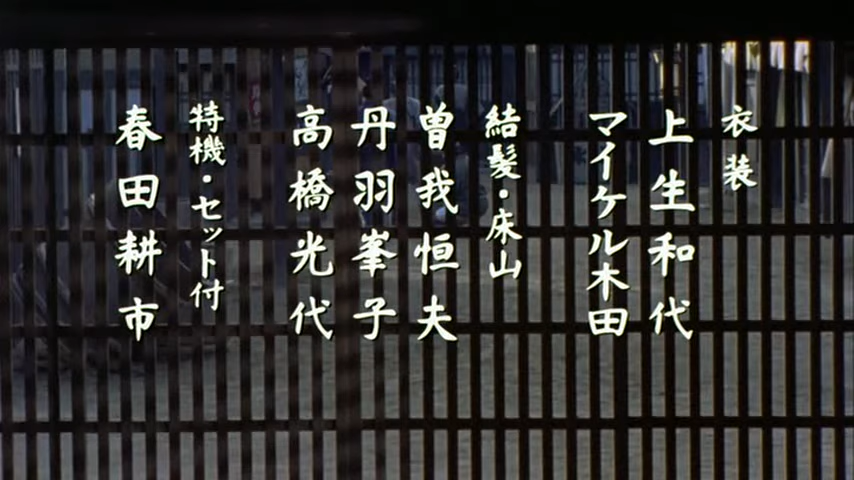 衣装
上生和代
マイケル木田
結髪・床山
曽我恒夫
丹羽峯子
高橋光代
特機・セット付
春田耕市